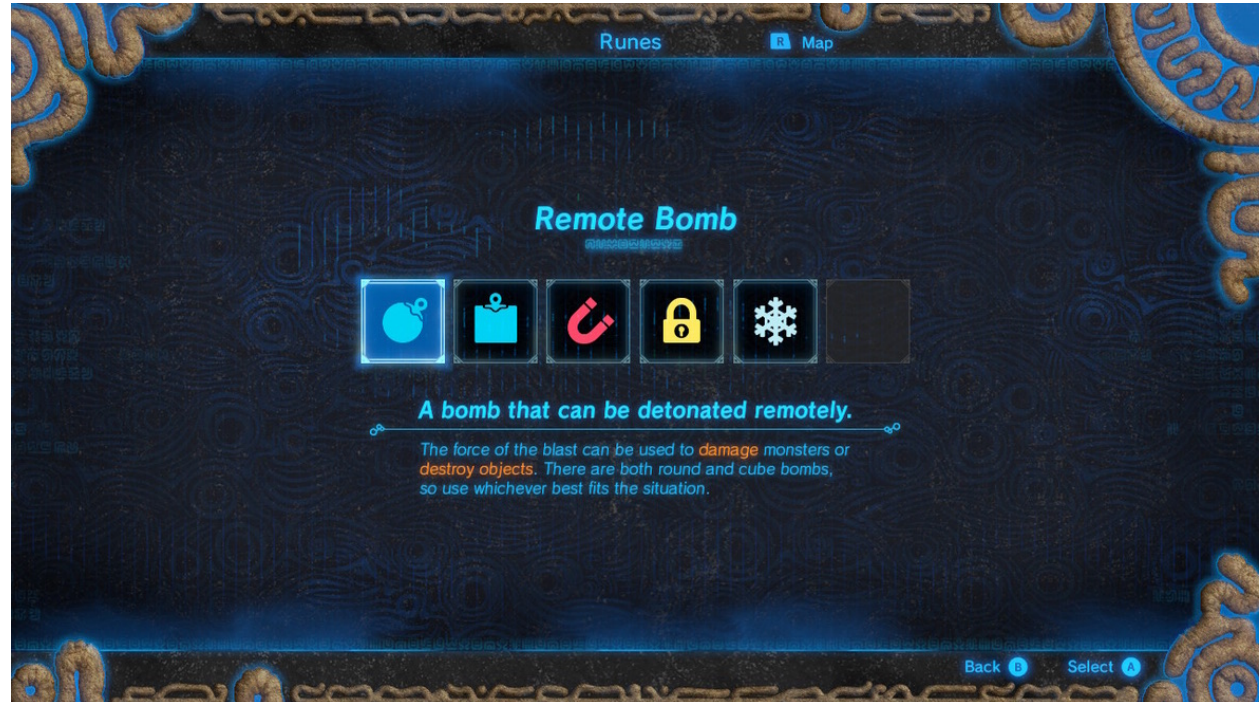 Runes
R Map
Remote Bomb
A bomb that can be detonated remotely.
The force of the blast can be used to damage monsters or
destroy objects. There are both round and cube bombs,
so use whichever best fits the situation.
Back B Select A